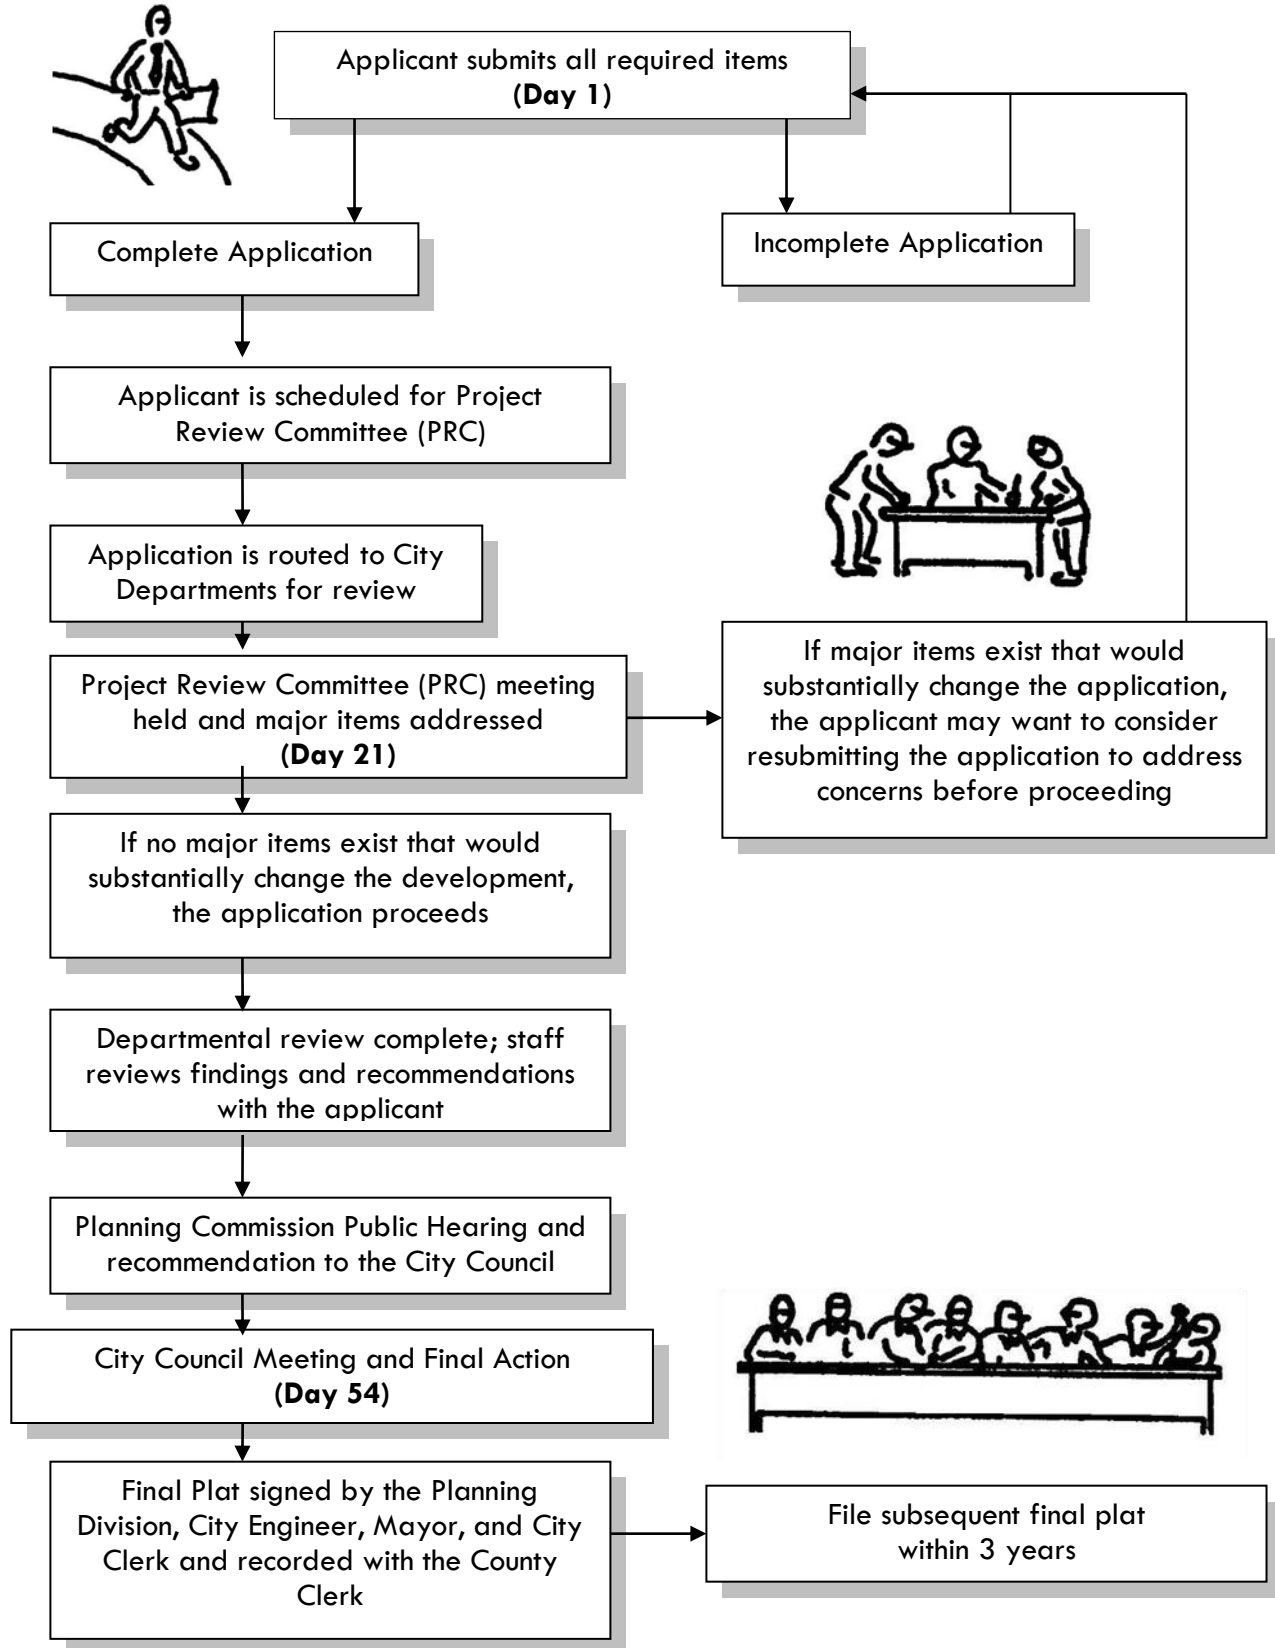 Applicant submits all required items
(Day 1)
Complete Application
Incomplete Application
Applicant is scheduled for Project
Review Committee (PRC)
Application is routed to City
Departments for review
Project Review Committee (PRC) meeting
held and major items addressed
(Day 21)
If major items exist that would
substantially change the application,
the applicant may want to consider
resubmitting the application to address
concerns before proceeding
If no major items exist that would
substantially change the development,
the application proceeds
Departmental review complete; staff
reviews findings and recommendations
with the applicant
Planning Commission Public Hearing and
recommendation to the City Council
City Council Meeting and Final Action
(Day 54)
Final Plat signed by the Planning
Division, City Engineer, Mayor, and City
Clerk and recorded with the County
Clerk
File subsequent final plat
within 3 years